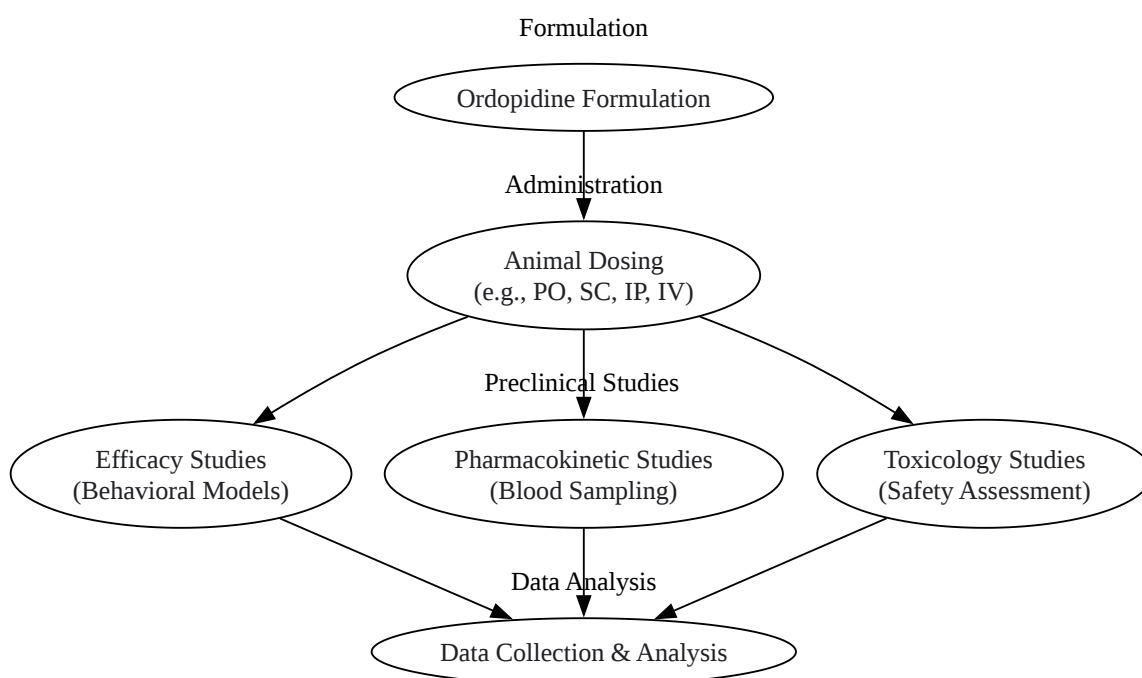 Formulation
Ordopidine Formulation
Administration
Animal Dosing
(e.g., PO, SC, IP, IV)
Preclinical Studies
Efficacy Studies
(Behavioral Models)
Pharmacokinetic Studies
(Blood Sampling)
Toxicology Studies
(Safety Assessment)
Data Analysis
Data Collection & Analysis